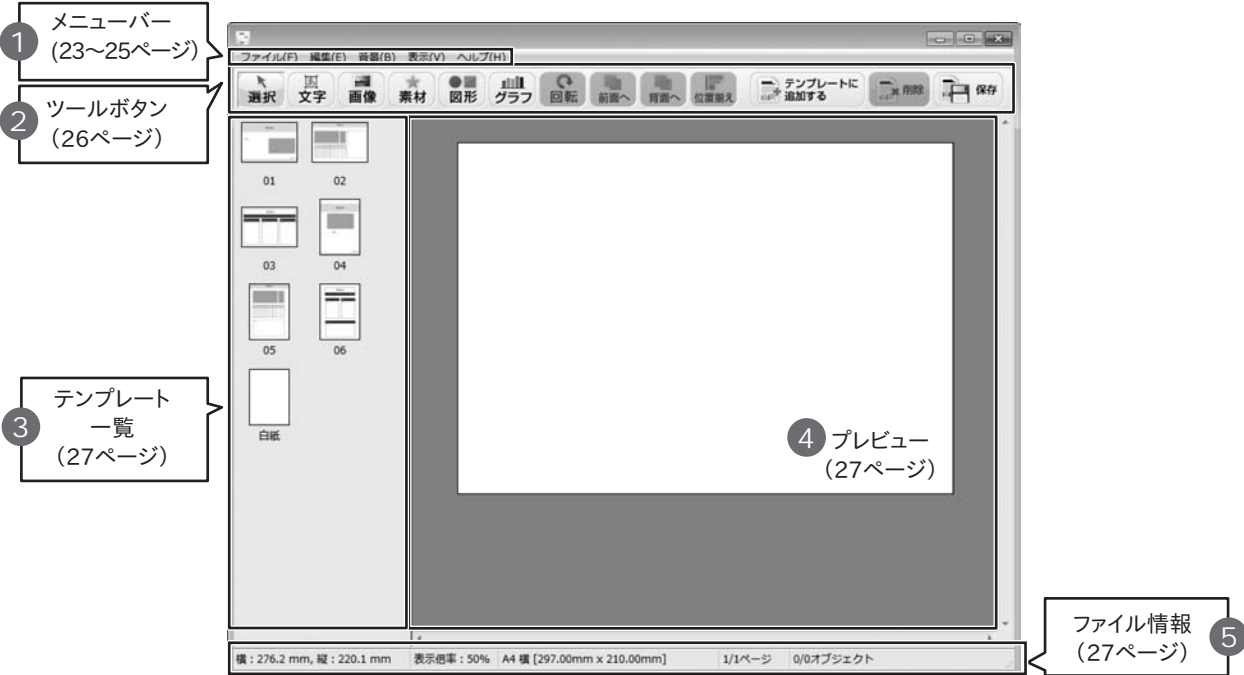 1
メニューバー
(23～25ページ)
2
ツールボタン
(26ページ)
ファイル(F) 編集(E) 背景(B) 表示(V) ヘルプ(H)
選択 文字 画像 素材 図形 グラフ 回転 前面へ 背面へ 位置揃え テンプレートに追加する 削除 保存
01 02
03 04
05 06
白紙
3
テンプレート
一覧
(27ページ)
4 プレビュー
(27ページ)
横：276.2 mm, 縦：220.1 mm 表示倍率：50% A4 横 [297.00mm x 210.00mm] 1/1ページ 0/0オブジェクト
ファイル情報
(27ページ)
5